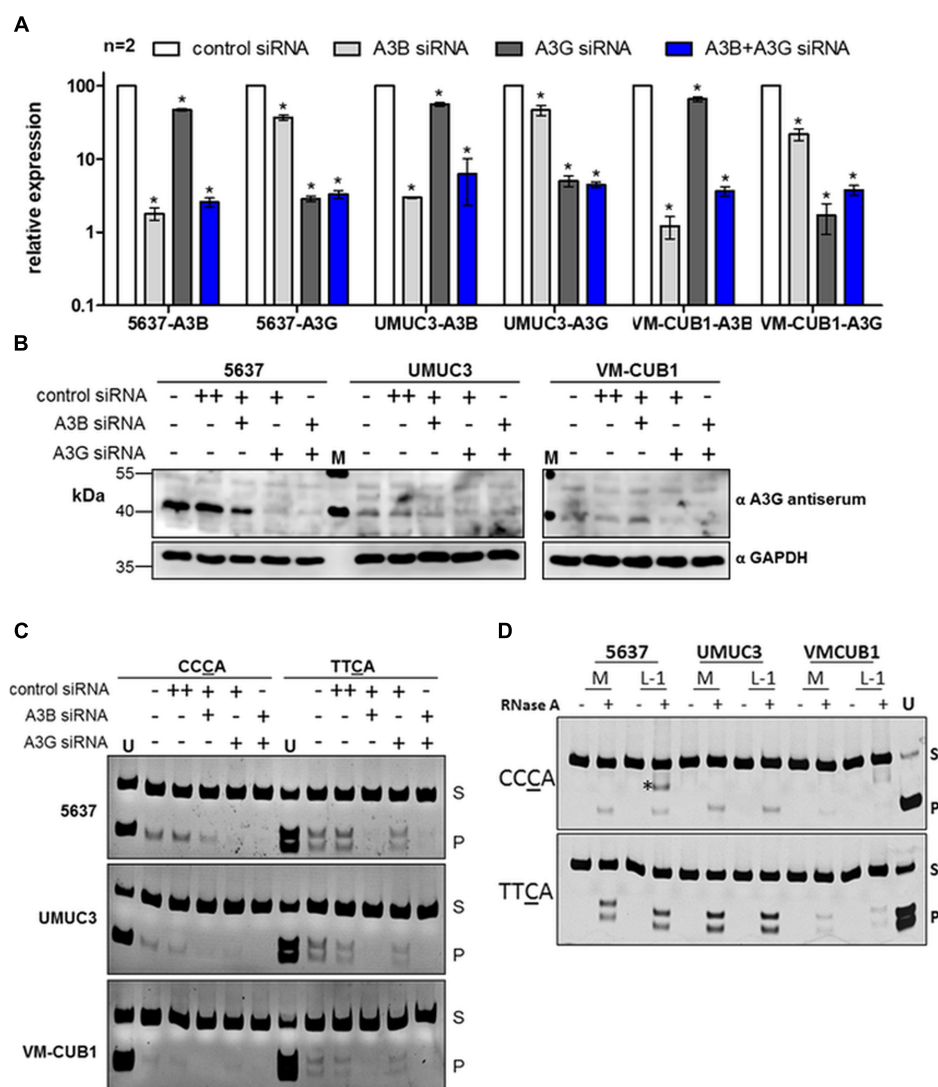 A
n=2 control siRNA A3B siRNA A3G siRNA A3B+A3G siRNA
relative expression
100
10
1
0.1
* * * * * * * * * * * * * * * * * *
5637-A3B 5637-A3G UMUC3-A3B UMUC3-A3G VM-CUB1-A3B VM-CUB1-A3G
B
5637 UMUC3 VM-CUB1
control siRNA - ++ + + - - ++ + + - - ++ + + -
A3B siRNA - - + - + - - + - + - - + - +
A3G siRNA - - - + + M - - - + + M - - - + +
55
kDa
40
α A3G antiserum
35
α GAPDH
C
CCCA TTCA
control siRNA - ++ + + - - ++ + + -
A3B siRNA - - + - + - - + - +
A3G siRNA U - - - + + U - - - + +
5637 S
P
UMUC3 S
P
VM-CUB1 S
P
D
5637 UMUC3 VMCUB1
M L-1 M L-1 M L-1
RNase A - + - + - + - + - + - + U
CCCA * S
P
TTCA S
P